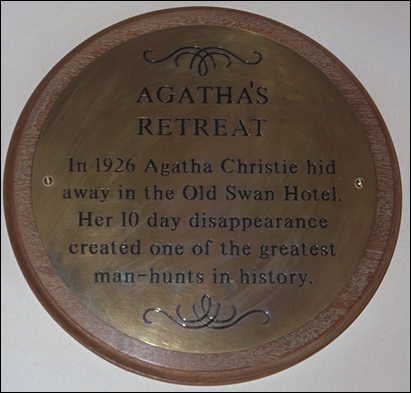 AGATHA'S
RETREAT
In 1926 Agatha Christie hid
away in the Old Swan Hotel.
Her 10 day disappearance
created one of the greatest
man-hunts in history.